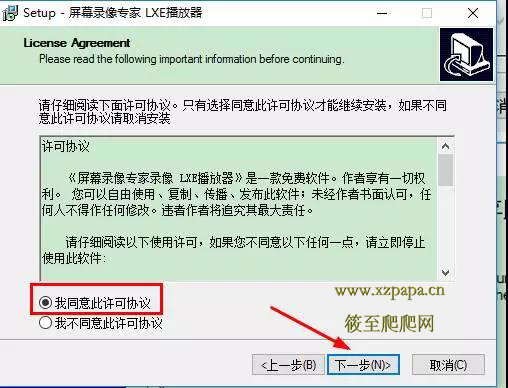 Setup - 屏幕录像专家 LXE播放器
License Agreement
Please read the following important information before continuing.
请仔细阅读下面许可协议。只有选择同意此许可协议才能继续安装，如果不同
意此许可协议请取消安装
许可协议
《屏幕录像专家录像 LXE播放器》是一款免费软件。作者享有一切权
利。 您可以自由使用、复制、传播、发布此软件；未经作者书面认可，任
何人不得作任何修改。违者作者将追究其最大责任。
请仔细阅读以下使用许可，如果您不同意以下任何一点，请立即停止
使用此软件:
我同意此许可协议
www.xzpapa.cn
我不同意此许可协议
筱至爬爬网
<上一步(B)
下一步(N)>
取消(C)